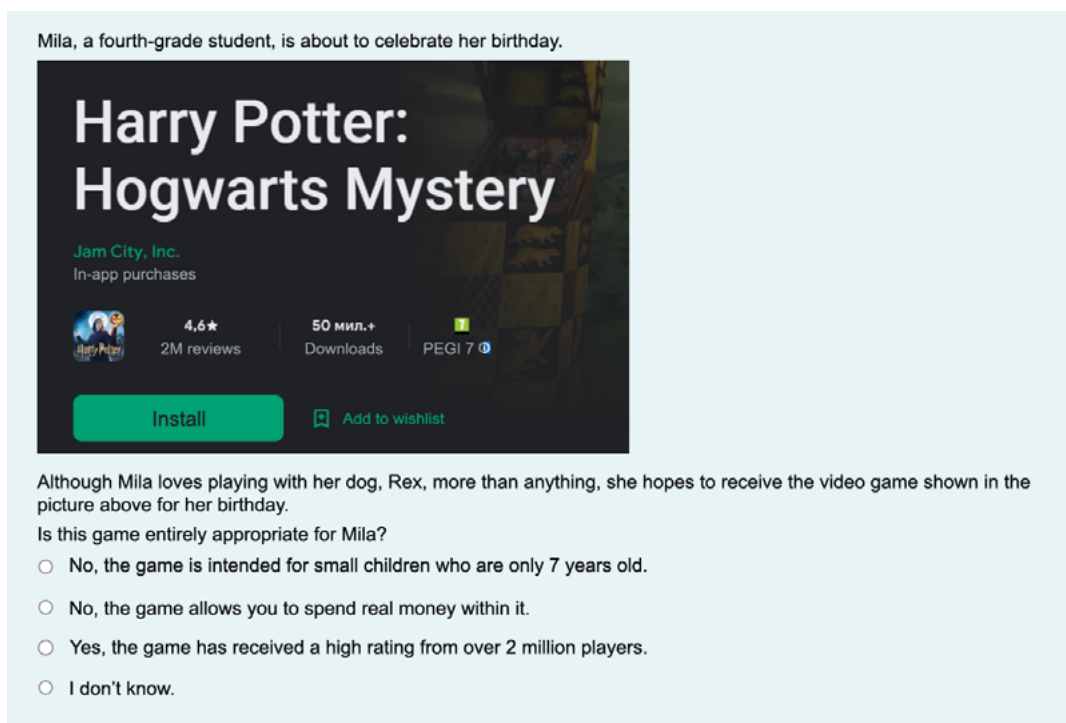 Mila, a fourth-grade student, is about to celebrate her birthday.
Harry Potter:
Hogwarts Mystery
Jam City, Inc.
In-app purchases
Harry Potter
4,6★
2M reviews
50 мил.+
Downloads
7
PEGI 7
Install
Add to wishlist
Although Mila loves playing with her dog, Rex, more than anything, she hopes to receive the video game shown in the
picture above for her birthday.
Is this game entirely appropriate for Mila?
No, the game is intended for small children who are only 7 years old.
No, the game allows you to spend real money within it.
Yes, the game has received a high rating from over 2 million players.
I don’t know.